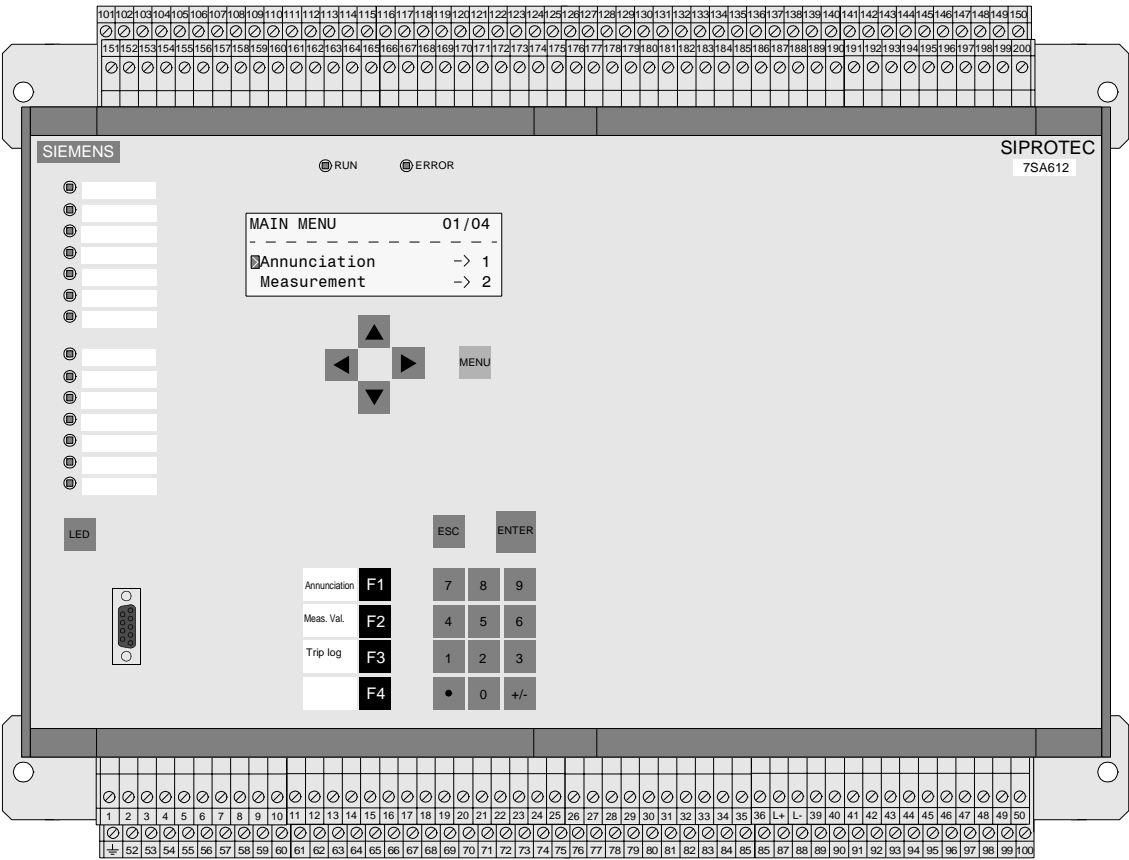 101 102 103 104 105 106 107 108 109 110 111 112 113 114 115 116 117 118 119 120 121 122 123 124 125 126 127 128 129 130 131 132 133 134 135 136 137 138 139 140 141 142 143 144 145 146 147 148 149 150
151 152 153 154 155 156 157 158 159 160 161 162 163 164 165 166 167 168 169 170 171 172 173 174 175 176 177 178 179 180 181 182 183 184 185 186 187 188 189 190 191 192 193 194 195 196 197 198 199 200
SIEMENS
SIPROTEC
7SA612
RUN
ERROR
MAIN MENU 01/04
Annunciation -> 1
Measurement -> 2
MENU
LED
ESC
ENTER
Annunciation F1
7 8 9
Meas. Val. F2
4 5 6
Trip log F3
1 2 3
F4
• 0 +/-
1 2 3 4 5 6 7 8 9 10 11 12 13 14 15 16 17 18 19 20 21 22 23 24 25 26 27 28 29 30 31 32 33 34 35 36 L+ L- 39 40 41 42 43 44 45 46 47 48 49 50
52 53 54 55 56 57 58 59 60 61 62 63 64 65 66 67 68 69 70 71 72 73 74 75 76 77 78 79 80 81 82 83 84 85 85 87 88 89 90 91 92 93 94 95 96 97 98 99 100